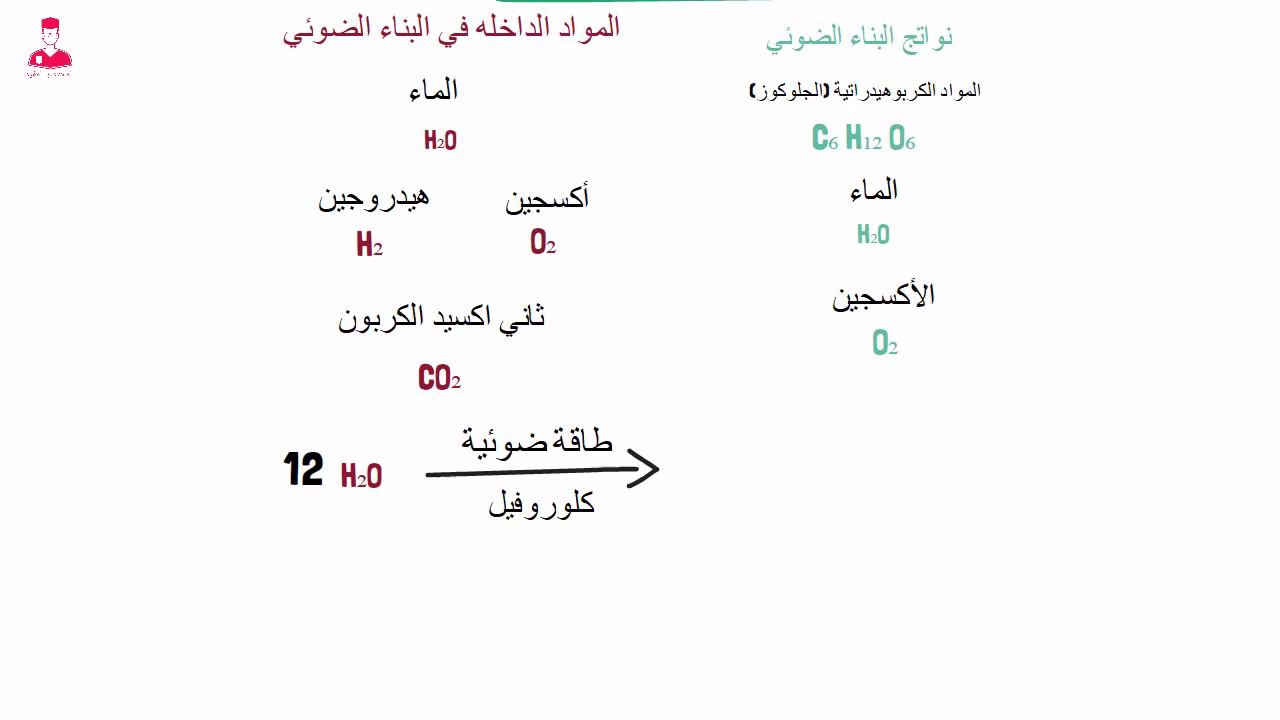 المواد الداخله في البناء الضوئي
الماء
H₂O
هيدروجين أكسجين
H₂ O₂
ثاني اكسيد الكربون
CO₂
نواتج البناء الضوئي
المواد الكربوهيدراتية (الجلوكوز)
C₆ H₁₂ O₆
الماء
H₂O
الأكسجين
O₂
طاقة ضوئية
12 H₂O
كلوروفيل